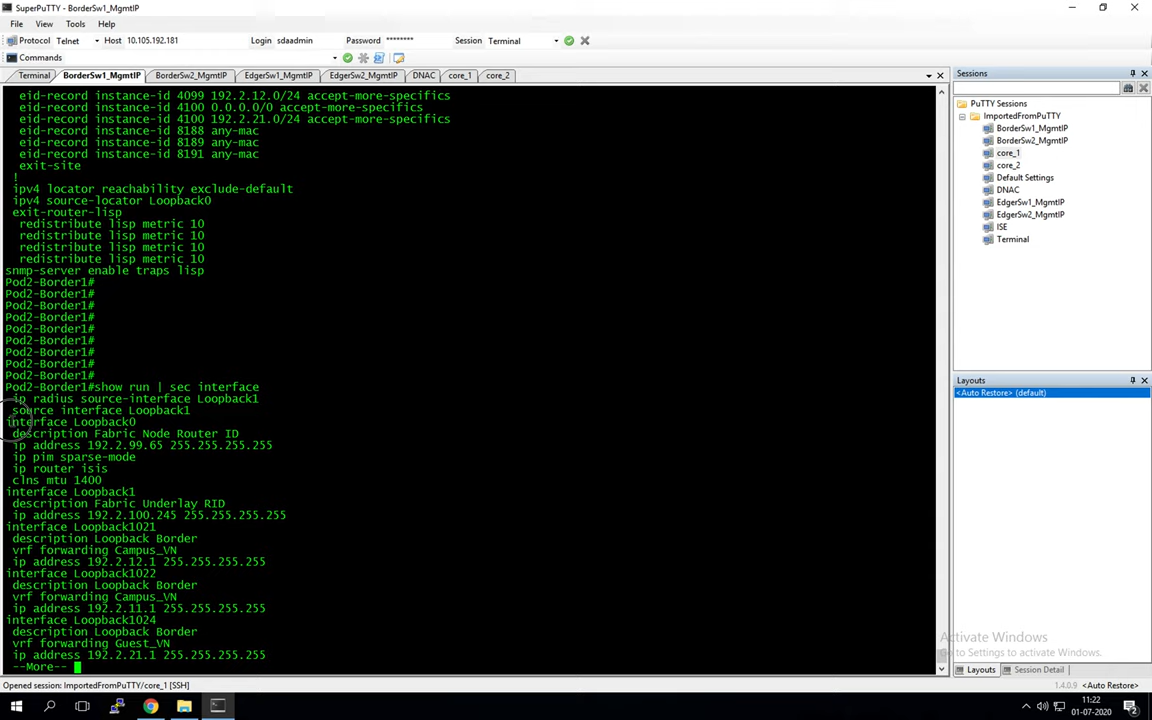 SuperPuTTY - BorderSw1_MgmtIP
File View Tools Help
Protocol Telnet Host 10.105.192.181 Login sdaadmin Password ******** Session Terminal
Commands
Terminal BorderSw1_MgmtIP BorderSw2_MgmtIP EdgerSw1_MgmtIP EdgerSw2_MgmtIP DNAC core_1 core_2
eid-record instance-id 4099 192.2.12.0/24 accept-more-specifics
eid-record instance-id 4100 0.0.0.0/0 accept-more-specifics
eid-record instance-id 4100 192.2.21.0/24 accept-more-specifics
eid-record instance-id 8188 any-mac
eid-record instance-id 8189 any-mac
eid-record instance-id 8191 any-mac
exit-site
!
ipv4 locator reachability exclude-default
ipv4 source-locator Loopback0
exit-router-lisp
redistribute lisp metric 10
redistribute lisp metric 10
redistribute lisp metric 10
redistribute lisp metric 10
snmp-server enable traps lisp
Pod2-Border1#
Pod2-Border1#
Pod2-Border1#
Pod2-Border1#
Pod2-Border1#
Pod2-Border1#
Pod2-Border1#
Pod2-Border1#
Pod2-Border1#
Pod2-Border1#show run | sec interface
ip radius source-interface Loopback1
source interface Loopback1
interface Loopback0
description Fabric Node Router ID
ip address 192.2.99.65 255.255.255.255
ip pim sparse-mode
ip router isis
clns mtu 1400
interface Loopback1
description Fabric Underlay RID
ip address 192.2.100.245 255.255.255.255
interface Loopback1021
description Loopback Border
vrf forwarding Campus_VN
ip address 192.2.12.1 255.255.255.255
interface Loopback1022
description Loopback Border
vrf forwarding Campus_VN
ip address 192.2.11.1 255.255.255.255
interface Loopback1024
description Loopback Border
vrf forwarding Guest_VN
ip address 192.2.21.1 255.255.255.255
--More--
Sessions
PuTTY Sessions
ImportedFromPuTTY
BorderSw1_MgmtIP
BorderSw2_MgmtIP
core_1
core_2
Default Settings
DNAC
EdgerSw1_MgmtIP
EdgerSw2_MgmtIP
ISE
Terminal
Layouts
<Auto Restore> (default)
Activate Windows
Go to Settings to activate Windows.
Layouts Session Detail
Opened session: ImportedFromPuTTY/core_1 [SSH]
1.4.0.9 <Auto Restore>
11:22
01-07-2020
2